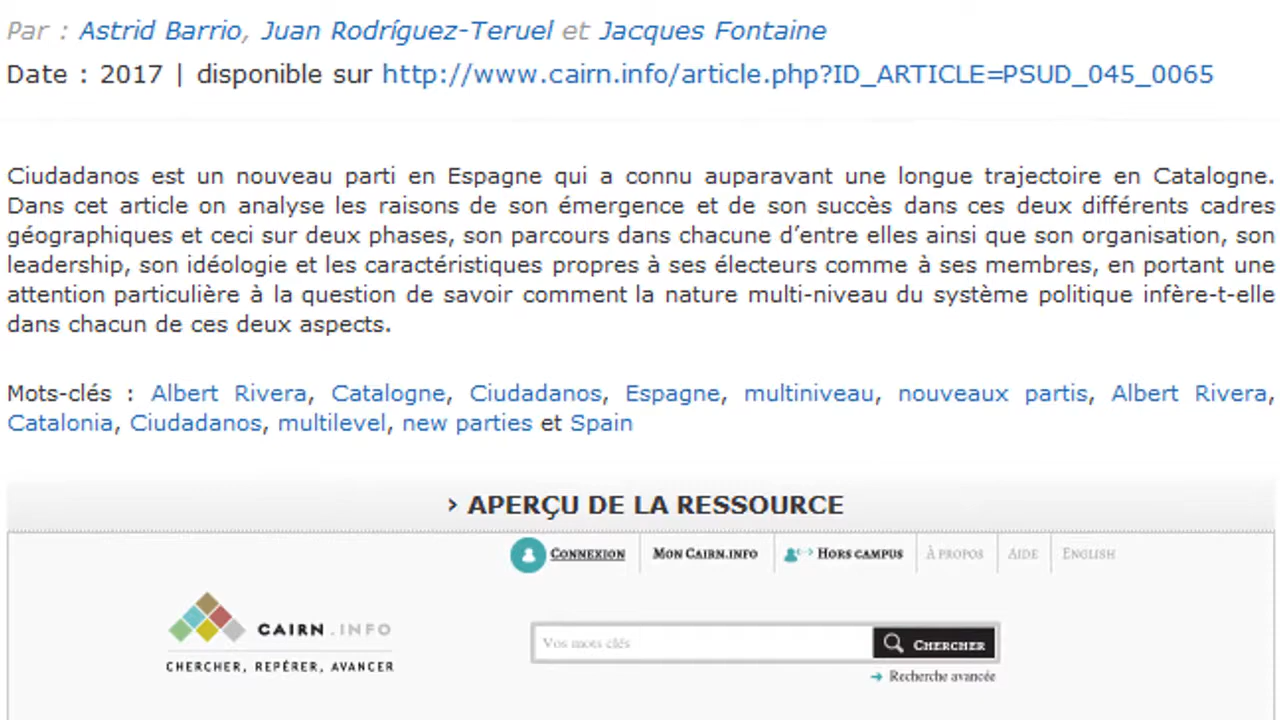 Par : Astrid Barrio, Juan Rodríguez-Teruel et Jacques Fontaine
Date : 2017 | disponible sur http://www.cairn.info/article.php?ID_ARTICLE=PSUD_045_0065
Ciudadanos est un nouveau parti en Espagne qui a connu auparavant une longue trajectoire en Catalogne.
Dans cet article on analyse les raisons de son émergence et de son succès dans ces deux différents cadres
géographiques et ceci sur deux phases, son parcours dans chacune d’entre elles ainsi que son organisation, son
leadership, son idéologie et les caractéristiques propres à ses électeurs comme à ses membres, en portant une
attention particulière à la question de savoir comment la nature multi-niveau du système politique infère-t-elle
dans chacun de ces deux aspects.
Mots-clés : Albert Rivera, Catalogne, Ciudadanos, Espagne, multiniveau, nouveaux partis, Albert Rivera,
Catalonia, Ciudadanos, multilevel, new parties et Spain
› APERÇU DE LA RESSOURCE
CONNEXION MON CAIRN.INFO HORS CAMPUS À PROPOS AIDE ENGLISH
CAIRN.INFO
CHERCHER, REPÉRER, AVANCER
Vos mots clés CHERCHER
→ Recherche avancée